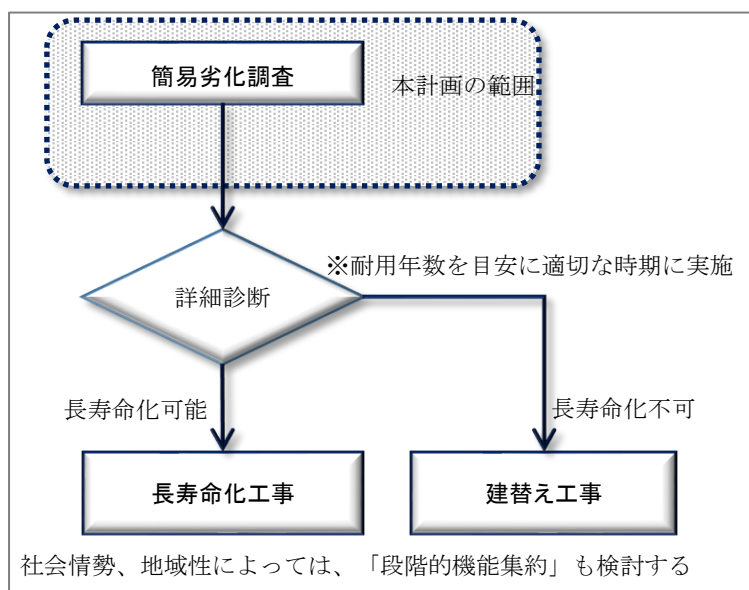 簡易劣化調査
本計画の範囲
※耐用年数を目安に適切な時期に実施
詳細診断
長寿命化可能
長寿命化不可
長寿命化工事
建替え工事
社会情勢、地域性によっては、「段階的機能集約」も検討する